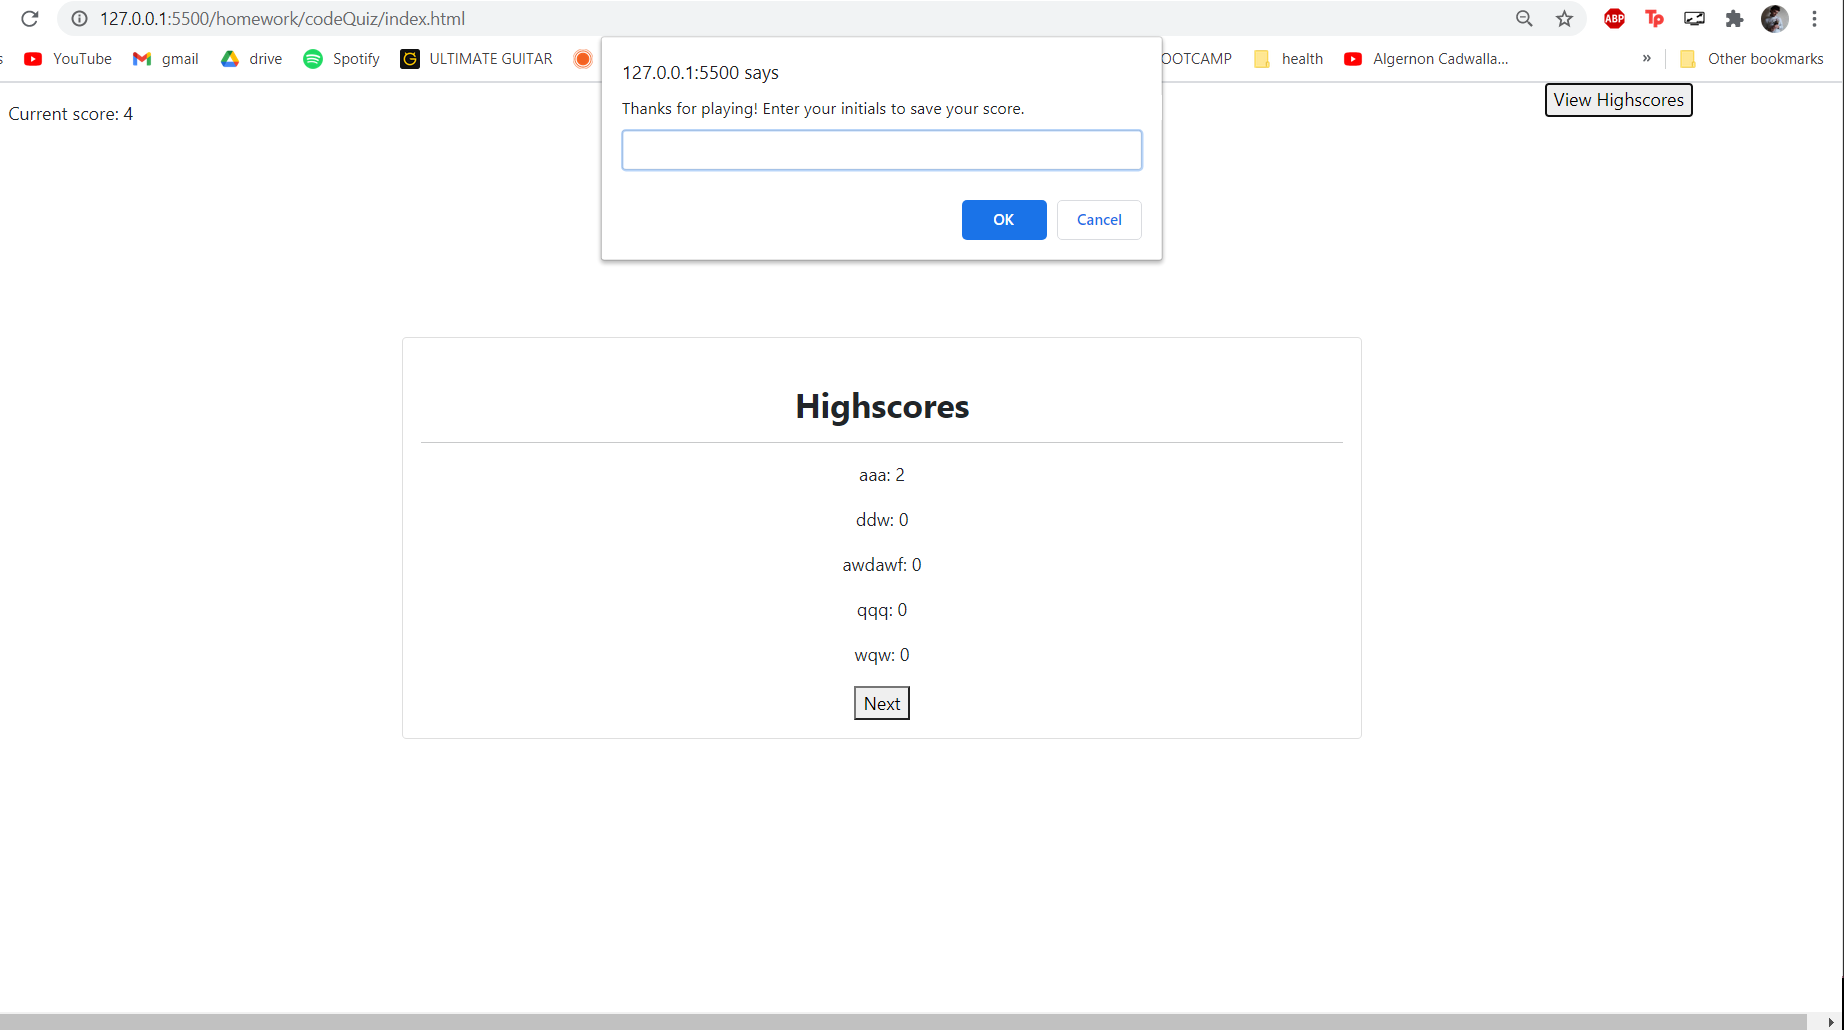 127.0.0.1:5500/homework/codeQuiz/index.html
ABP
Tp
s YouTube gmail drive Spotify G ULTIMATE GUITAR OOTCAMP health Algernon Cadwalla... » Other bookmarks
127.0.0.1:5500 says
Thanks for playing! Enter your initials to save your score.
OK Cancel
Current score: 4
View Highscores
Highscores
aaa: 2
ddw: 0
awdawf: 0
qqq: 0
wqw: 0
Next